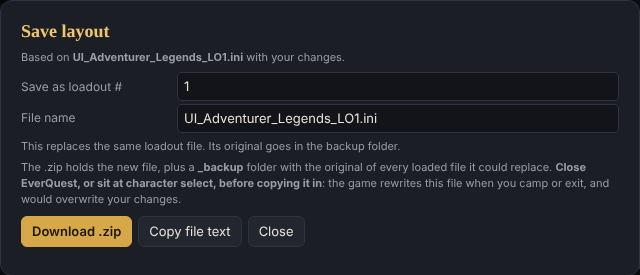 Save layout
Based on UI_Adventurer_Legends_LO1.ini with your changes.
Save as loadout # 1
File name UI_Adventurer_Legends_LO1.ini
This replaces the same loadout file. Its original goes in the backup folder.
The .zip holds the new file, plus a _backup folder with the original of every loaded file it could replace. Close
EverQuest, or sit at character select, before copying it in: the game rewrites this file when you camp or exit, and
would overwrite your changes.
Download .zip Copy file text Close